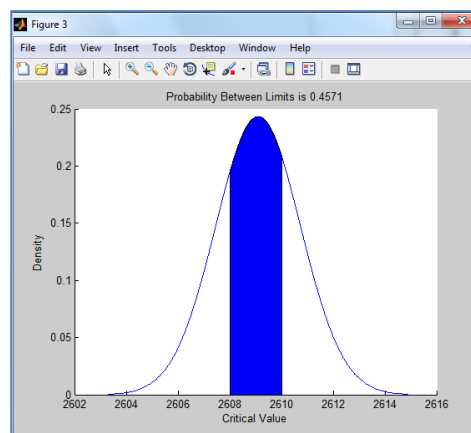 Figure 3
File Edit View Insert Tools Desktop Window Help
Probability Between Limits is 0.4571
0.25
0.2
0.15
0.1
0.05
0
Density
2602 2604 2606 2608 2610 2612 2614 2616
Critical Value